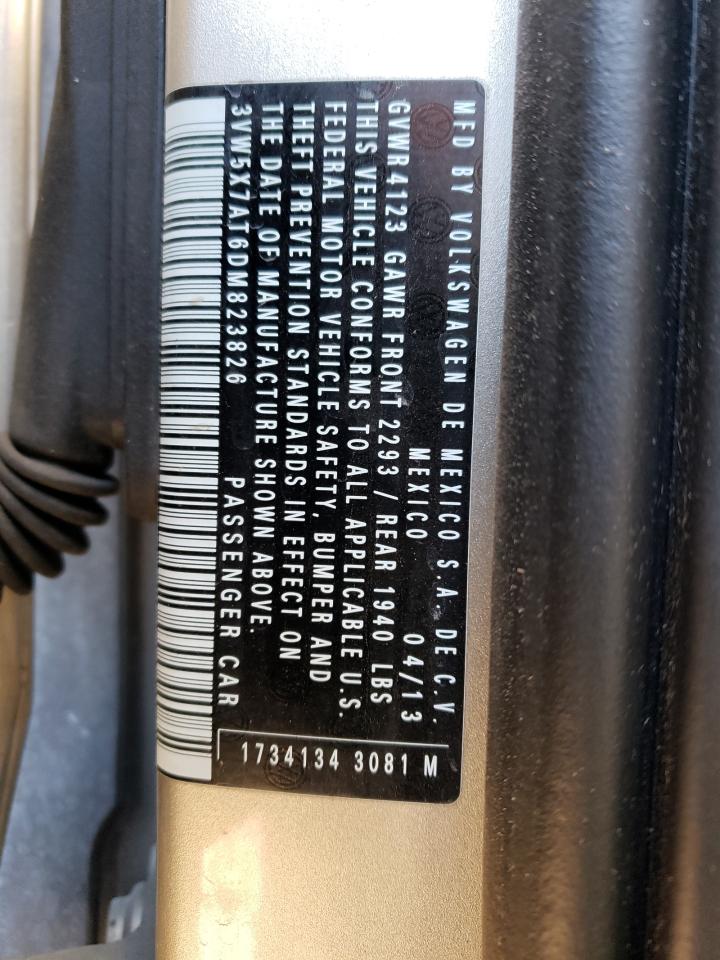 MFD BY VOLKSWAGEN DE MEXICO S.A. DE C.V.
MEXICO 04/13
GVWR 4123 GAWR FRONT 2293 / REAR 1940 LBS
THIS VEHICLE CONFORMS TO ALL APPLICABLE U.S.
FEDERAL MOTOR VEHICLE SAFETY, BUMPER AND
THEFT PREVENTION STANDARDS IN EFFECT ON
THE DATE OF MANUFACTURE SHOWN ABOVE.
3VW5X7AT6DM823826 PASSENGER CAR
1734134 3081 M